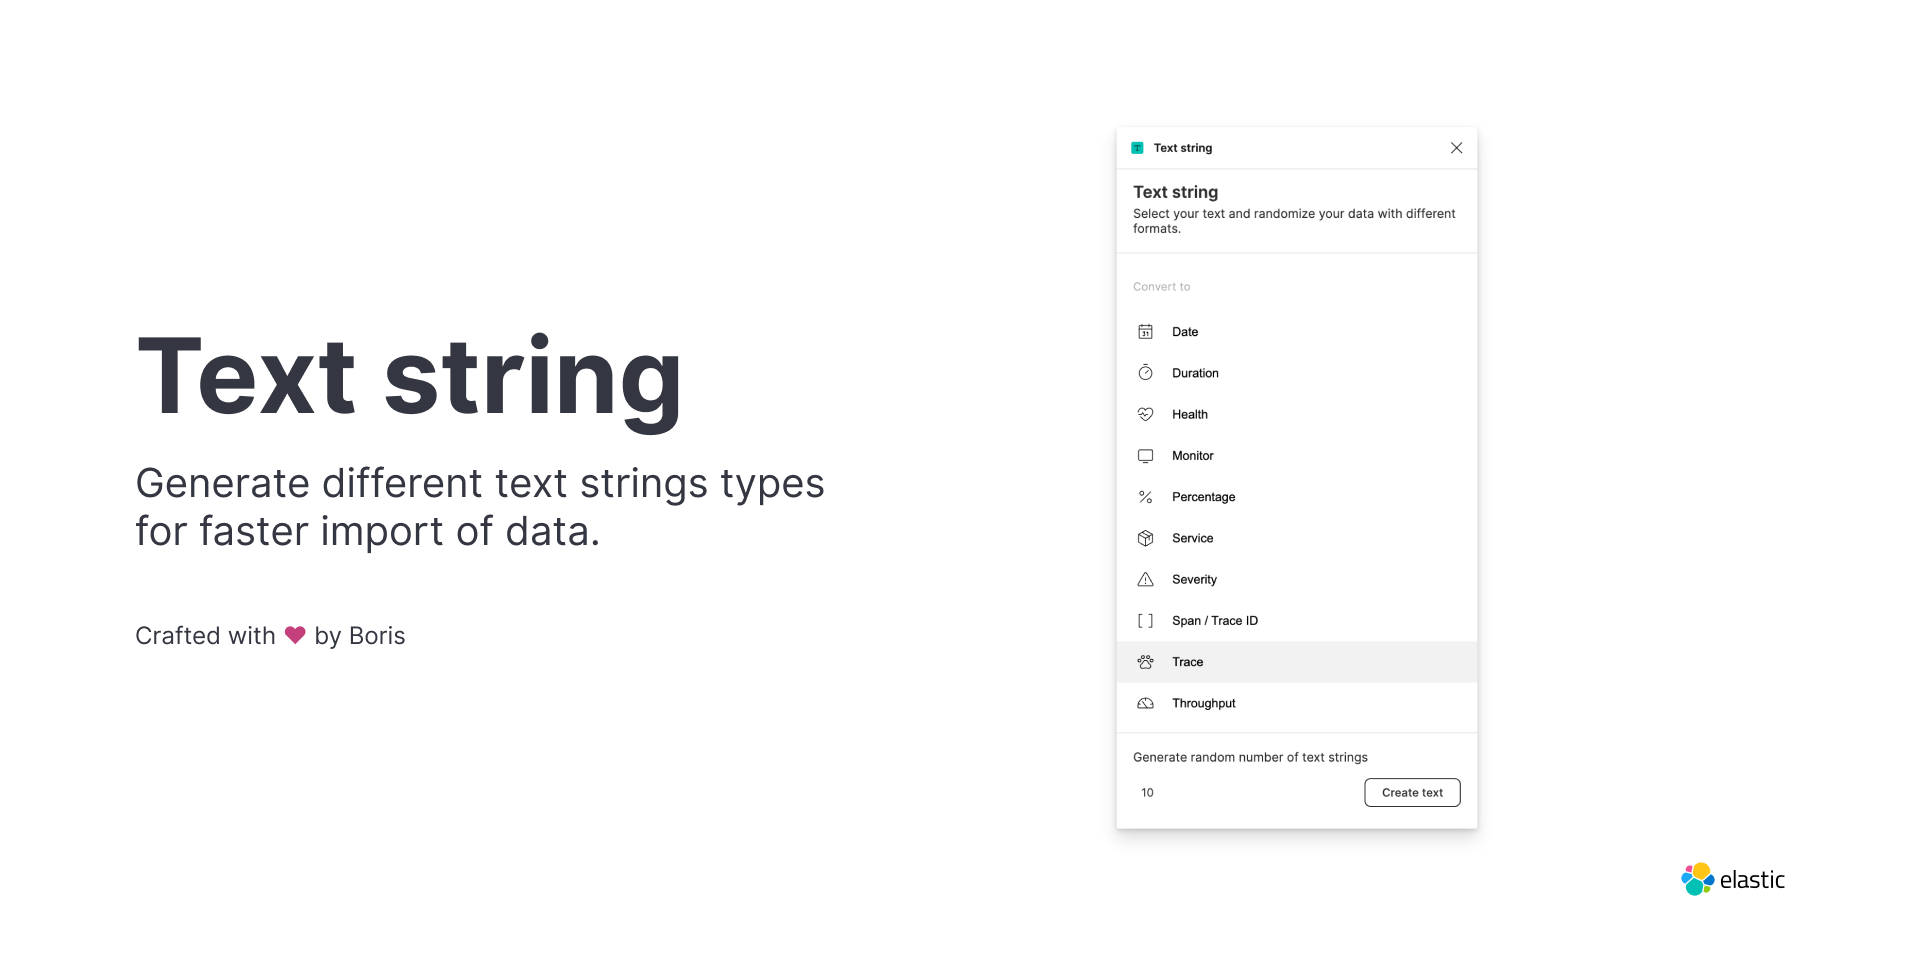 Text string
Generate different text strings types
for faster import of data.
Crafted with ♥ by Boris
Text string
Text string
Select your text and randomize your data with different
formats.
Convert to
31
Date
Duration
Health
Monitor
Percentage
Service
Severity
Span / Trace ID
Trace
Throughput
Generate random number of text strings
10
Create text
elastic